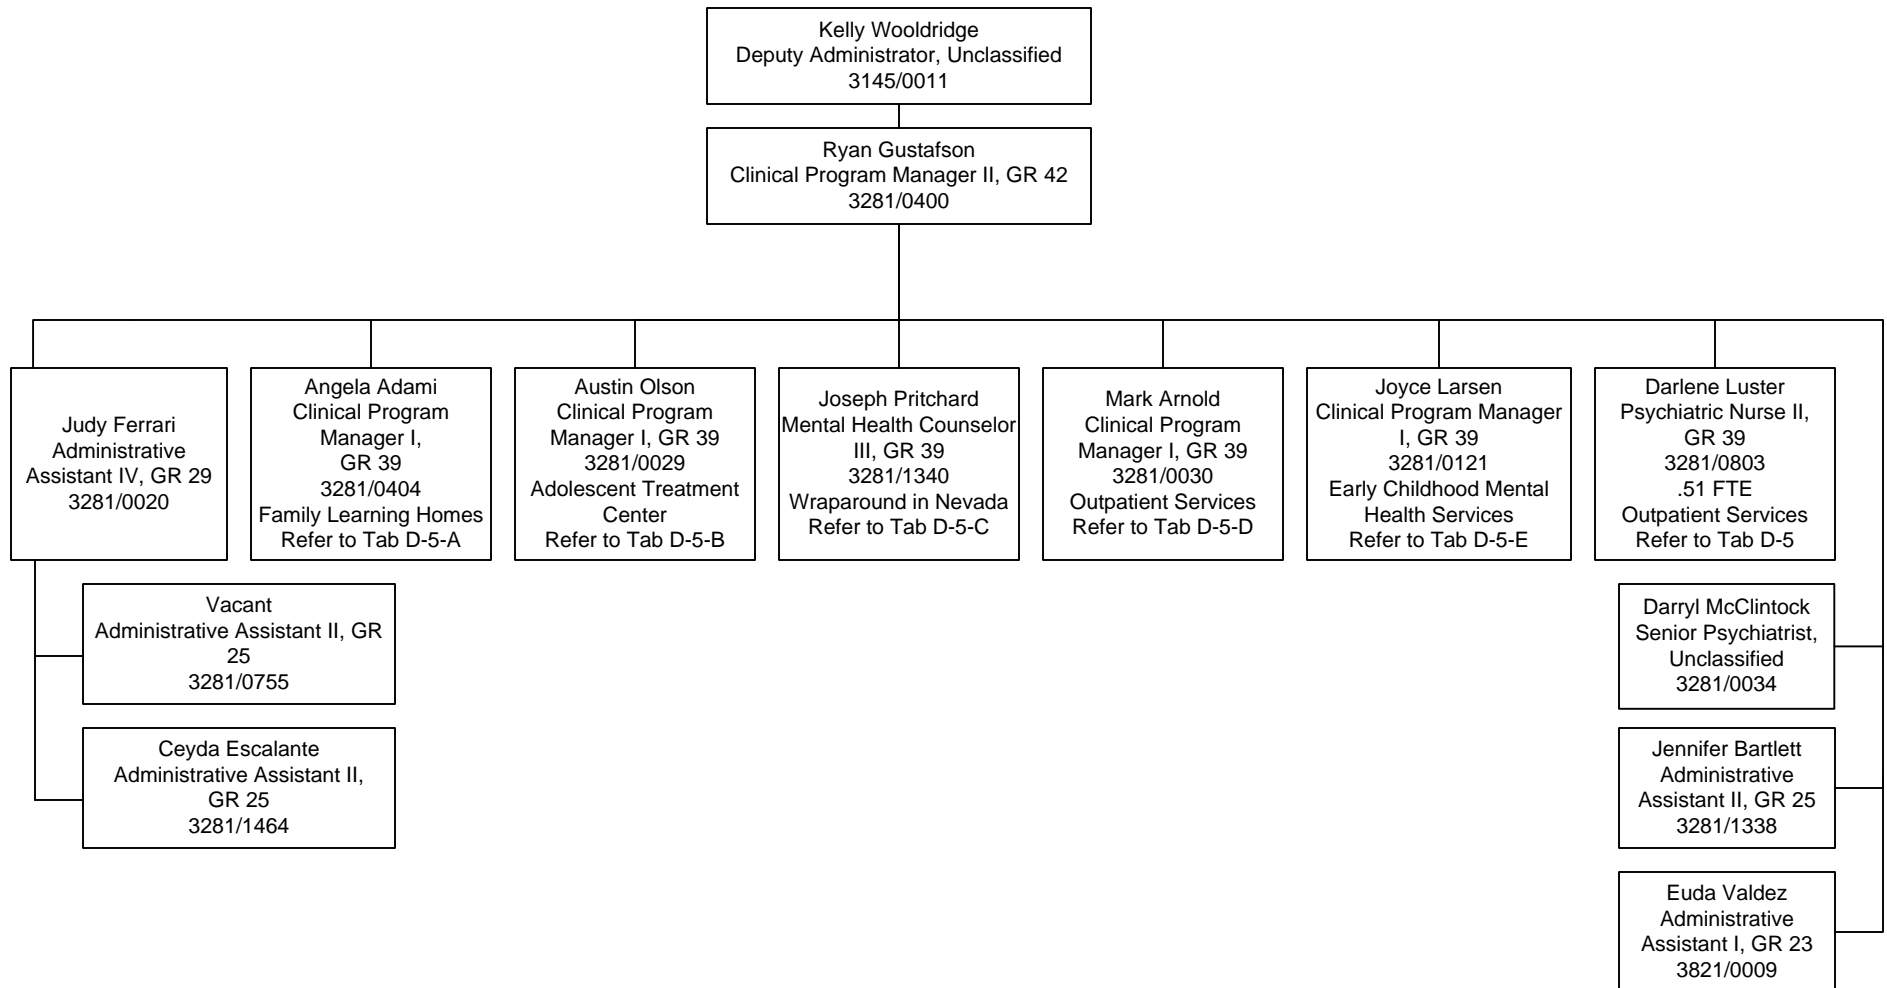 Kelly Wooldridge
Deputy Administrator, Unclassified
3145/0011
Ryan Gustafson
Clinical Program Manager II, GR 42
3281/0400
Judy Ferrari
Administrative
Assistant IV, GR 29
3281/0020
Angela Adami
Clinical Program
Manager I,
GR 39
3281/0404
Family Learning Homes
Refer to Tab D-5-A
Austin Olson
Clinical Program
Manager I, GR 39
3281/0029
Adolescent Treatment
Center
Refer to Tab D-5-B
Joseph Pritchard
Mental Health Counselor
III, GR 39
3281/1340
Wraparound in Nevada
Refer to Tab D-5-C
Mark Arnold
Clinical Program
Manager I, GR 39
3281/0030
Outpatient Services
Refer to Tab D-5-D
Joyce Larsen
Clinical Program Manager
I, GR 39
3281/0121
Early Childhood Mental
Health Services
Refer to Tab D-5-E
Darlene Luster
Psychiatric Nurse II,
GR 39
3281/0803
.51 FTE
Outpatient Services
Refer to Tab D-5
Vacant
Administrative Assistant II, GR
25
3281/0755
Ceyda Escalante
Administrative Assistant II,
GR 25
3281/1464
Darryl McClintock
Senior Psychiatrist,
Unclassified
3281/0034
Jennifer Bartlett
Administrative
Assistant II, GR 25
3281/1338
Euda Valdez
Administrative
Assistant I, GR 23
3821/0009